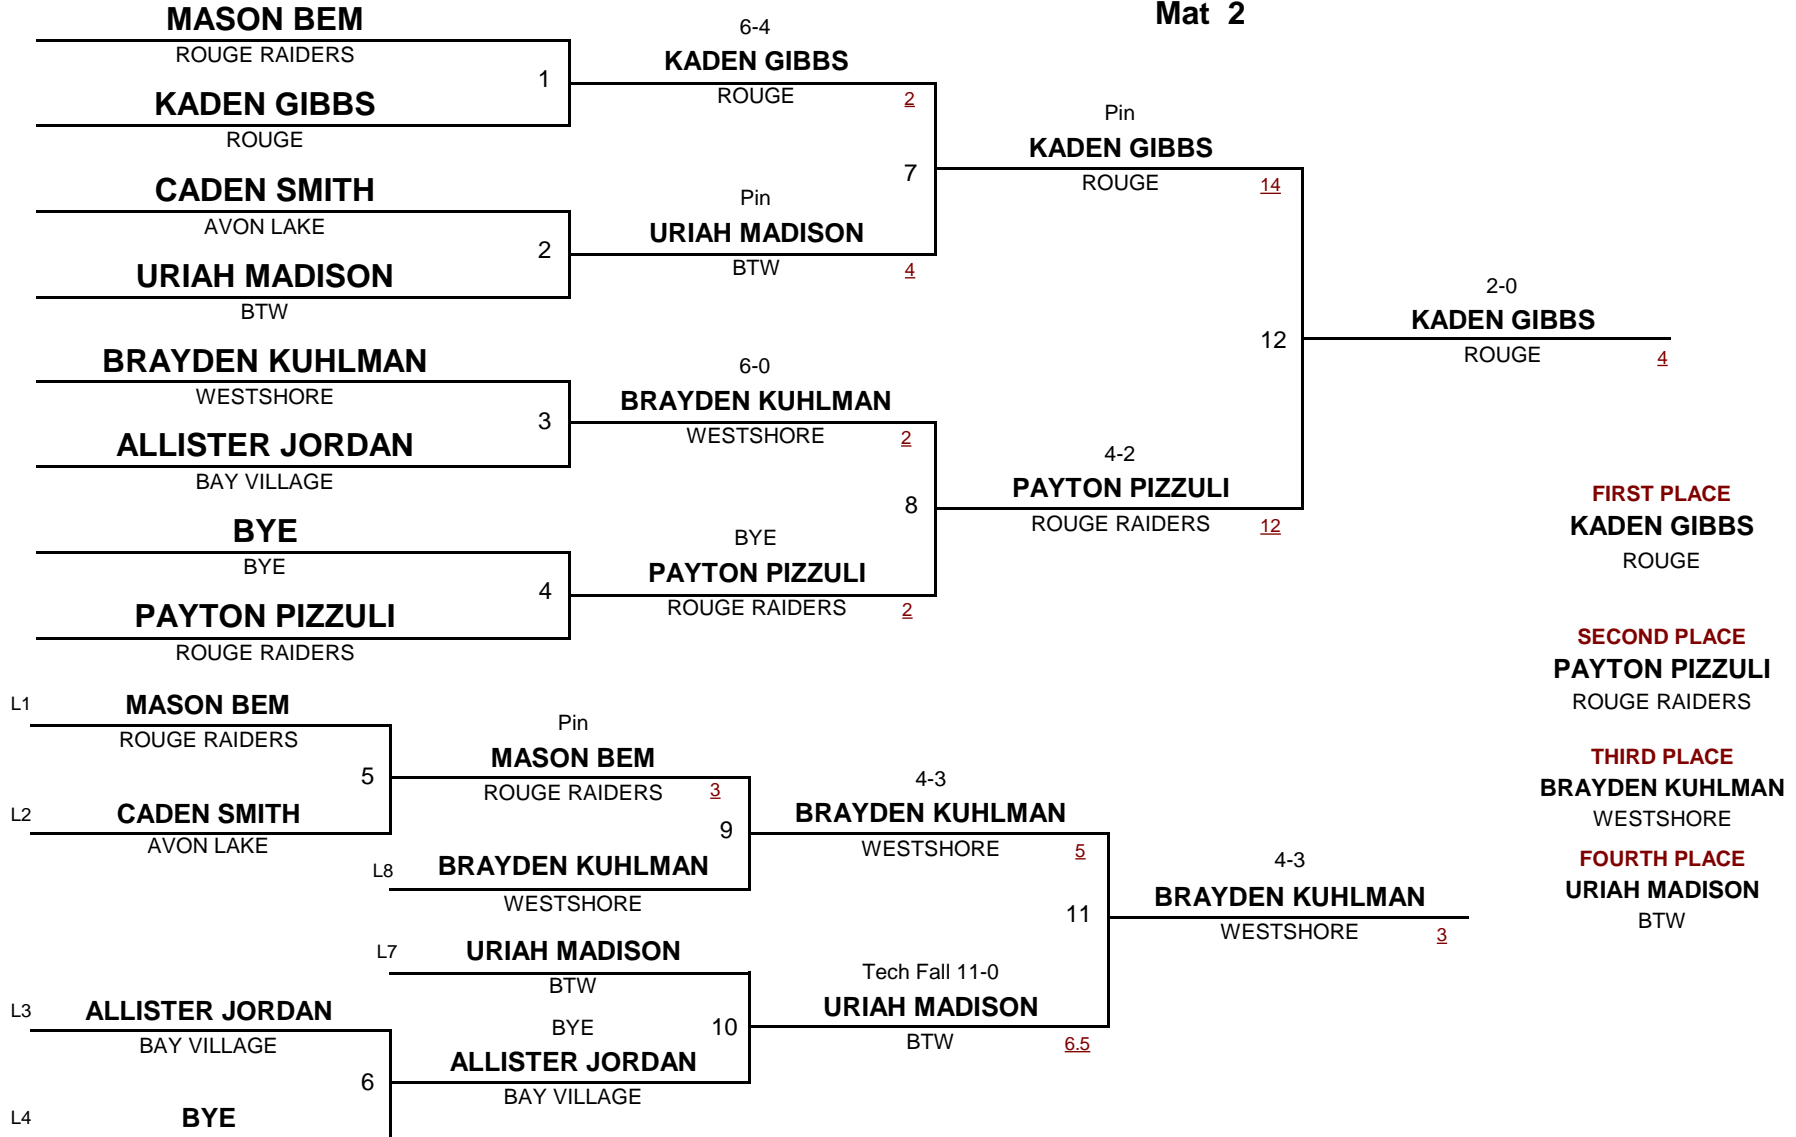 Mat 2
MASON BEM
ROUGE RAIDERS
1
KADEN GIBBS
ROUGE
CADEN SMITH
AVON LAKE
2
URIAH MADISON
BTW
BRAYDEN KUHLMAN
WESTSHORE
3
ALLISTER JORDAN
BAY VILLAGE
BYE
BYE
4
PAYTON PIZZULI
ROUGE RAIDERS
6-4
KADEN GIBBS
ROUGE
2
7
Pin
URIAH MADISON
BTW
4
6-0
BRAYDEN KUHLMAN
WESTSHORE
2
8
BYE
PAYTON PIZZULI
ROUGE RAIDERS
2
Pin
KADEN GIBBS
ROUGE
14
12
4-2
PAYTON PIZZULI
ROUGE RAIDERS
12
2-0
KADEN GIBBS
ROUGE
4
FIRST PLACE
KADEN GIBBS
ROUGE
SECOND PLACE
PAYTON PIZZULI
ROUGE RAIDERS
THIRD PLACE
BRAYDEN KUHLMAN
WESTSHORE
FOURTH PLACE
URIAH MADISON
BTW
L1
MASON BEM
ROUGE RAIDERS
5
L2
CADEN SMITH
AVON LAKE
Pin
MASON BEM
ROUGE RAIDERS
3
9
L8
BRAYDEN KUHLMAN
WESTSHORE
L7
URIAH MADISON
BTW
L3
ALLISTER JORDAN
BAY VILLAGE
6
L4
BYE
BYE
10
ALLISTER JORDAN
BAY VILLAGE
4-3
BRAYDEN KUHLMAN
WESTSHORE
5
11
Tech Fall 11-0
URIAH MADISON
BTW
6.5
4-3
BRAYDEN KUHLMAN
WESTSHORE
3